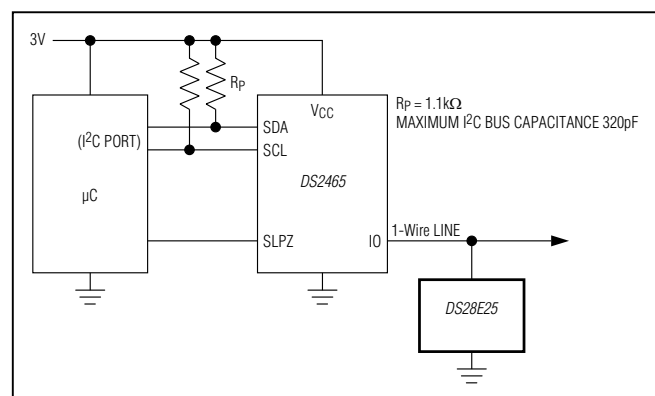 3V
RP
VCC
RP = 1.1kΩ
MAXIMUM I²C BUS CAPACITANCE 320pF
(I²C PORT)
SDA
SCL
DS2465
µC
SLPZ
IO
1-Wire LINE
DS28E25